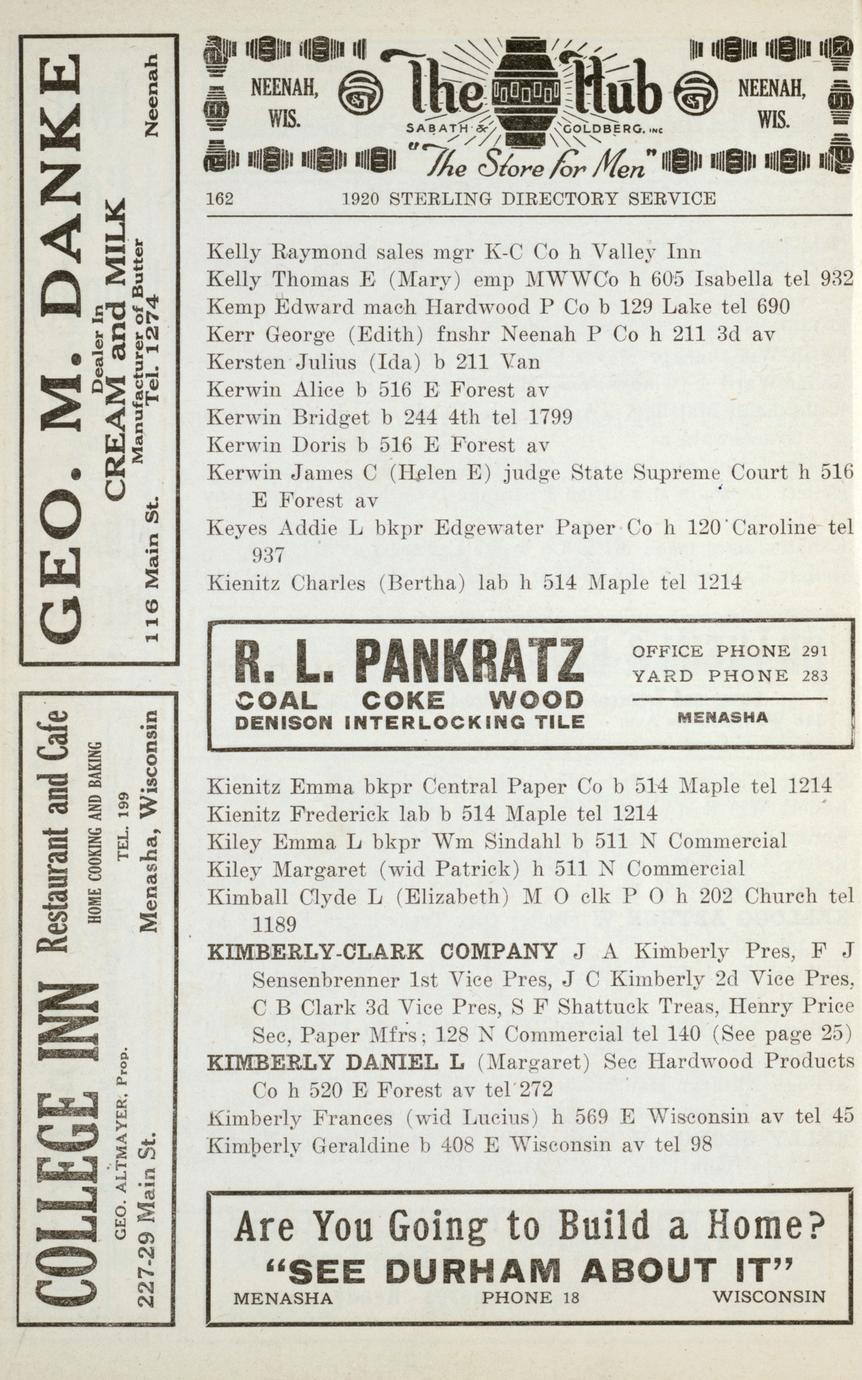 GEO. M. DANKE
Dealer In
CREAM and MILK
Manufacturer of Butter
Tel. 1274
116 Main St. Neenah
COLLEGE INN Restaurant and Cafe
HOME COOKING AND BAKING
GEO. ALTMAYER, Prop. TEL. 199
227-29 Main St. Menasha, Wisconsin
NEENAH, WIS.
The Hub
SABATH & GOLDBERG, INC
"The Store for Men"
NEENAH, WIS.
162 1920 STERLING DIRECTORY SERVICE
Kelly Raymond sales mgr K-C Co h Valley Inn
Kelly Thomas E (Mary) emp MWWCo h 605 Isabella tel 932
Kemp Edward mach Hardwood P Co b 129 Lake tel 690
Kerr George (Edith) fnshr Neenah P Co h 211 3d av
Kersten Julius (Ida) b 211 Van
Kerwin Alice b 516 E Forest av
Kerwin Bridget b 244 4th tel 1799
Kerwin Doris b 516 E Forest av
Kerwin James C (Helen E) judge State Supreme Court h 516
E Forest av
Keyes Addie L bkpr Edgewater Paper Co h 120 Caroline tel
937
Kienitz Charles (Bertha) lab h 514 Maple tel 1214
R. L. PANKRATZ
COAL COKE WOOD
DENISON INTERLOCKING TILE
OFFICE PHONE 291
YARD PHONE 283
MENASHA
Kienitz Emma bkpr Central Paper Co b 514 Maple tel 1214
Kienitz Frederick lab b 514 Maple tel 1214
Kiley Emma L bkpr Wm Sindahl b 511 N Commercial
Kiley Margaret (wid Patrick) h 511 N Commercial
Kimball Clyde L (Elizabeth) M O clk P O h 202 Church tel
1189
KIMBERLY-CLARK COMPANY J A Kimberly Pres, F J
Sensenbrenner 1st Vice Pres, J C Kimberly 2d Vice Pres,
C B Clark 3d Vice Pres, S F Shattuck Treas, Henry Price
Sec, Paper Mfrs; 128 N Commercial tel 140 (See page 25)
KIMBERLY DANIEL L (Margaret) Sec Hardwood Products
Co h 520 E Forest av tel 272
Kimberly Frances (wid Lucius) h 569 E Wisconsin av tel 45
Kimberly Geraldine b 408 E Wisconsin av tel 98
Are You Going to Build a Home?
"SEE DURHAM ABOUT IT"
MENASHA PHONE 18 WISCONSIN